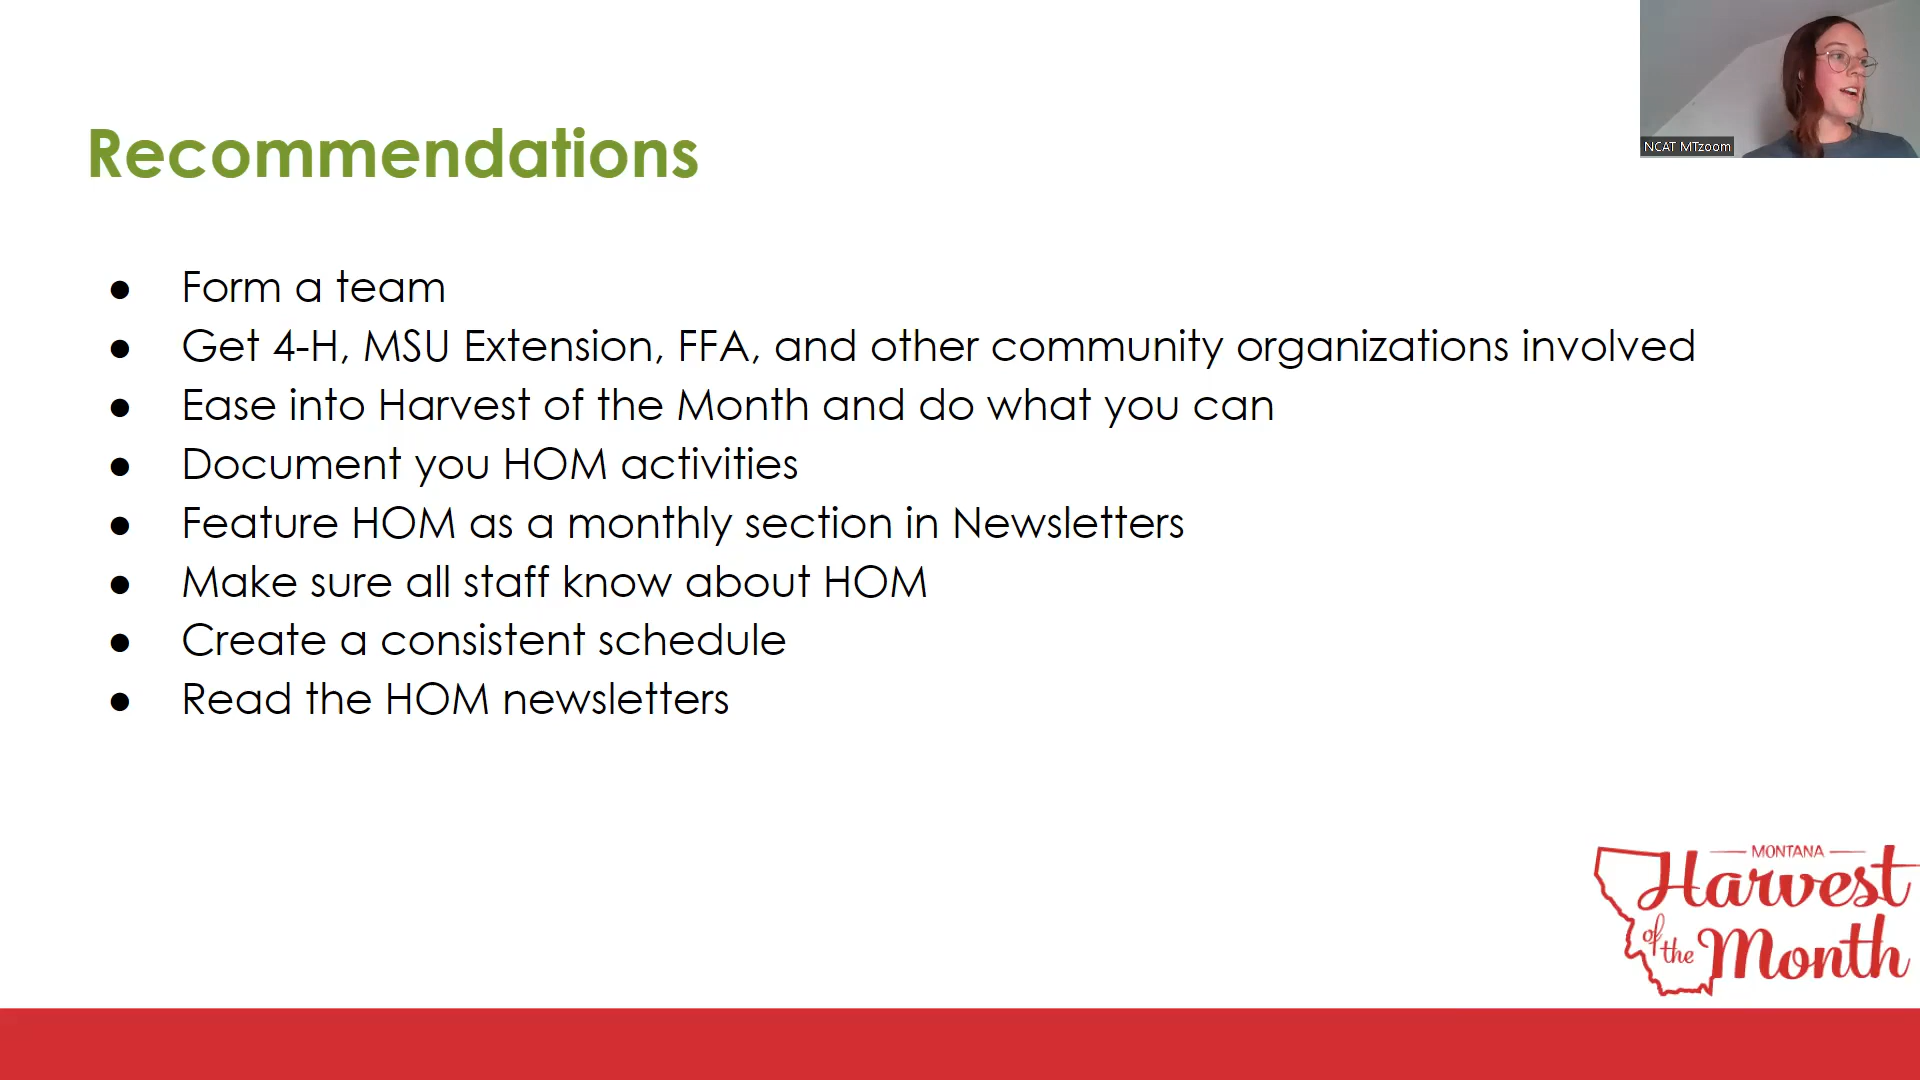 NCAT MTzoom
Recommendations
● Form a team
● Get 4-H, MSU Extension, FFA, and other community organizations involved
● Ease into Harvest of the Month and do what you can
● Document you HOM activities
● Feature HOM as a monthly section in Newsletters
● Make sure all staff know about HOM
● Create a consistent schedule
● Read the HOM newsletters
MONTANA
Harvest
of the Month